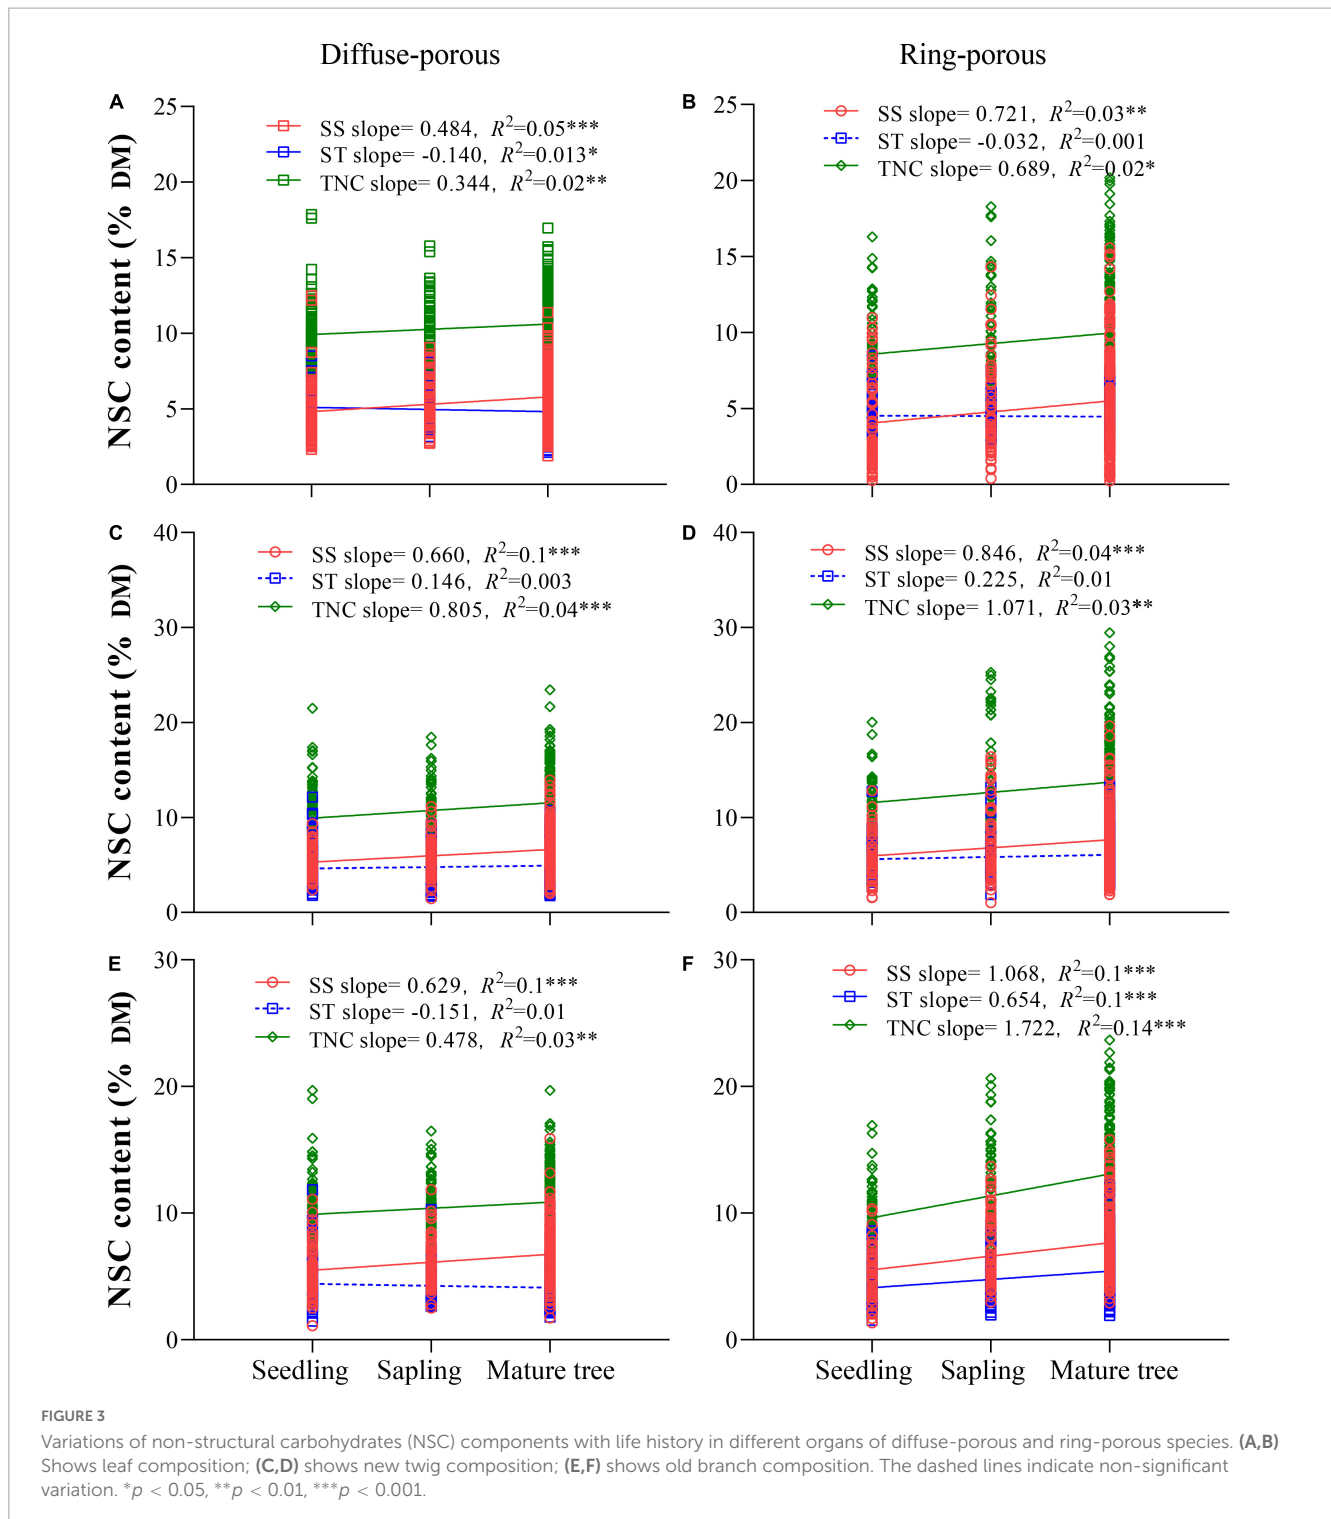 Diffuse-porous
Ring-porous
A
NSC content (% DM)
25
20
15
10
5
0
SS slope= 0.484, R²=0.05***
ST slope= -0.140, R²=0.013*
TNC slope= 0.344, R²=0.02**
B
25
20
15
10
5
0
SS slope= 0.721, R²=0.03**
ST slope= -0.032, R²=0.001
TNC slope= 0.689, R²=0.02*
C
NSC content (% DM)
40
30
20
10
0
SS slope= 0.660, R²=0.1***
ST slope= 0.146, R²=0.003
TNC slope= 0.805, R²=0.04***
D
40
30
20
10
0
SS slope= 0.846, R²=0.04***
ST slope= 0.225, R²=0.01
TNC slope= 1.071, R²=0.03**
E
NSC content (% DM)
30
20
10
0
SS slope= 0.629, R²=0.1***
ST slope= -0.151, R²=0.01
TNC slope= 0.478, R²=0.03**
Seedling Sapling Mature tree
F
30
20
10
0
SS slope= 1.068, R²=0.1***
ST slope= 0.654, R²=0.1***
TNC slope= 1.722, R²=0.14***
Seedling Sapling Mature tree
FIGURE 3
Variations of non-structural carbohydrates (NSC) components with life history in different organs of diffuse-porous and ring-porous species. (A,B)
Shows leaf composition; (C,D) shows new twig composition; (E,F) shows old branch composition. The dashed lines indicate non-significant
variation. *p < 0.05, **p < 0.01, ***p < 0.001.